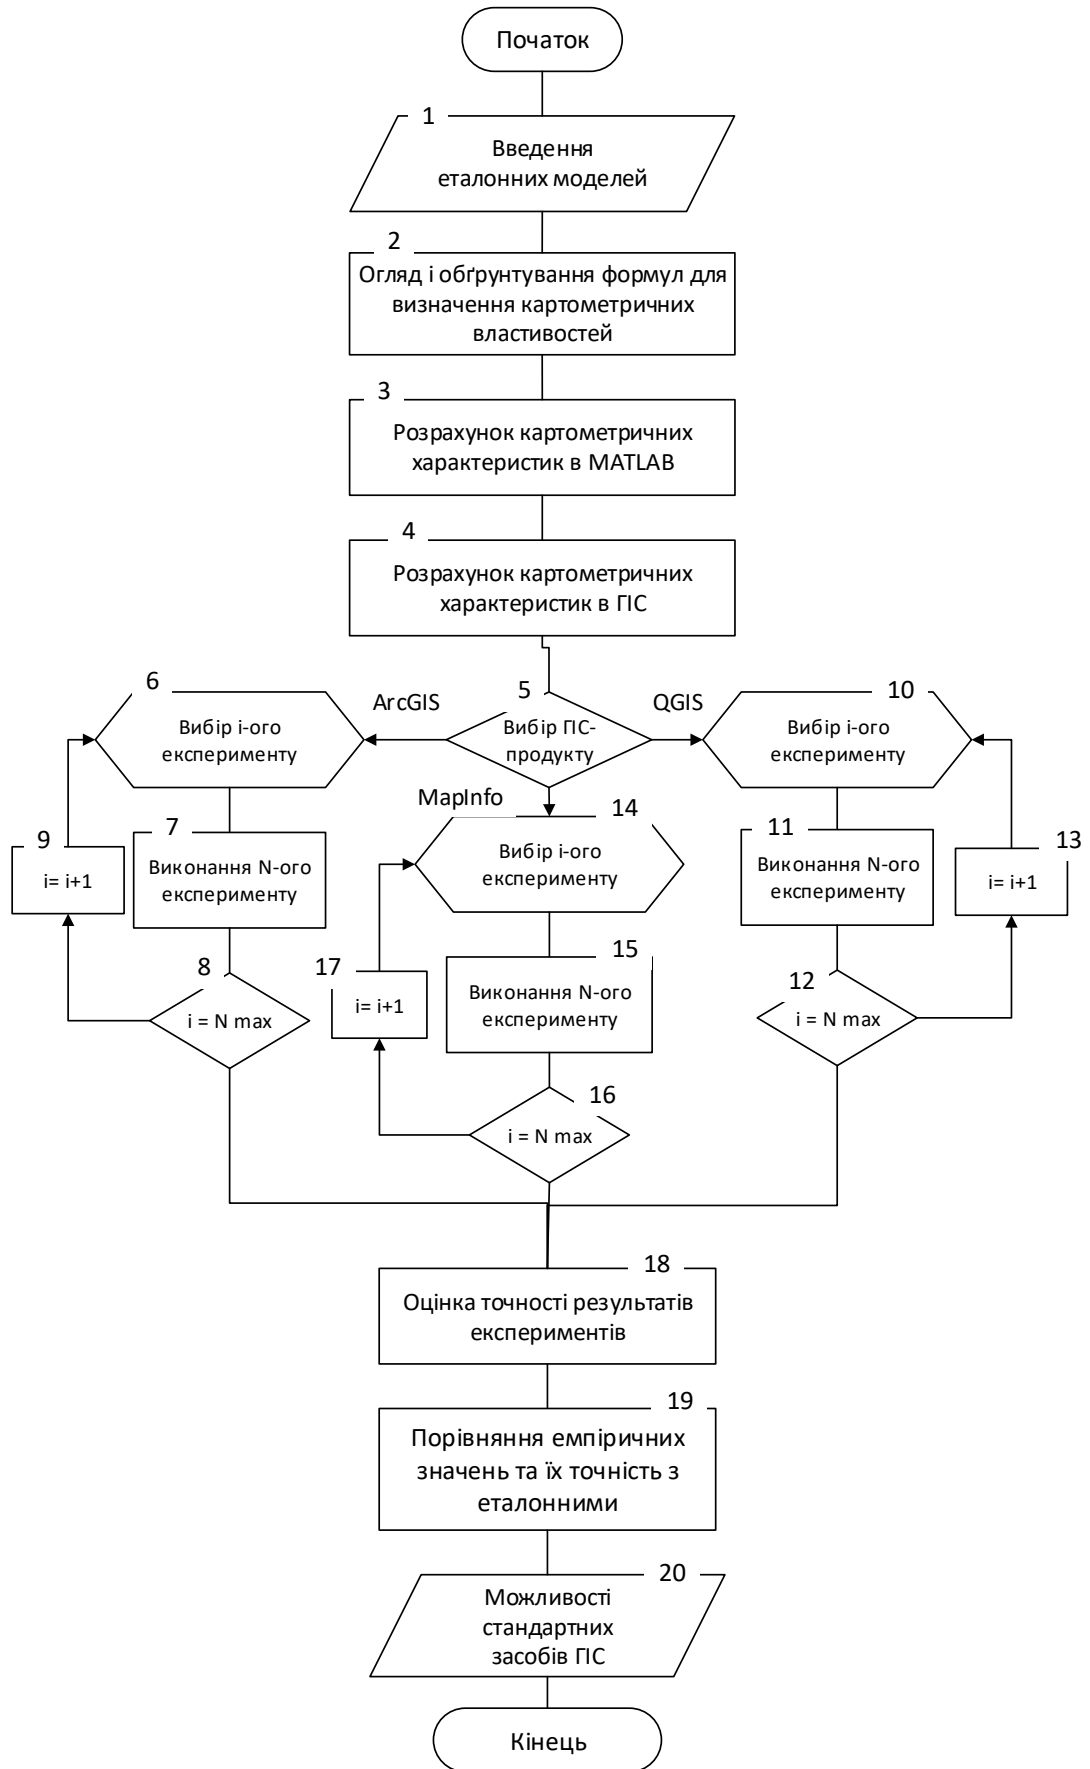 Початок
1
Введення
еталонних моделей
2
Огляд і обґрунтування формул для
визначення картометричних
властивостей
3
Розрахунок картометричних
характеристик в MATLAB
4
Розрахунок картометричних
характеристик в ГІС
5
Вибір ГІС-
продукту
ArcGIS
QGIS
MapInfo
6
Вибір і-ого
експерименту
7
Виконання N-ого
експерименту
8
i = N max
9
i= i+1
10
Вибір і-ого
експерименту
11
Виконання N-ого
експерименту
12
i = N max
13
i= i+1
14
Вибір і-ого
експерименту
15
Виконання N-ого
експерименту
16
i = N max
17
i= i+1
18
Оцінка точності результатів
експериментів
19
Порівняння емпіричних
значень та їх точність з
еталонними
20
Можливості
стандартних
засобів ГІС
Кінець